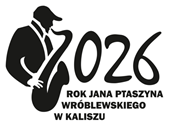 2026
ROK JANA PTASZYNA
WRÓBLEWSKIEGO
W KALISZU